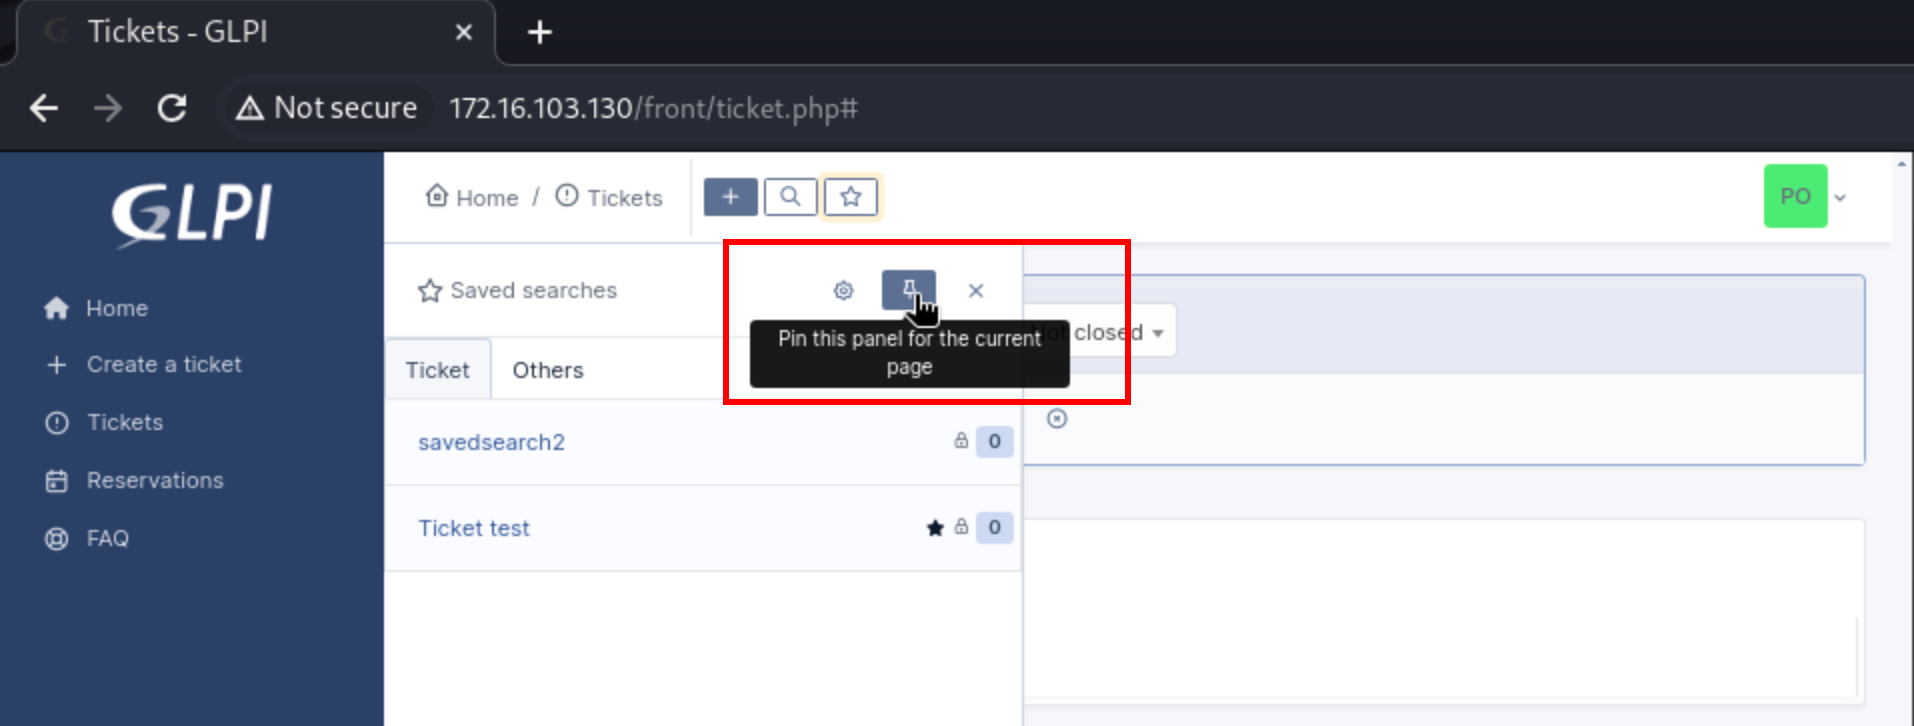 Tickets - GLPI
Not secure 172.16.103.130/front/ticket.php#
GLPI
Home / Tickets
PO
Home
Create a ticket
Tickets
Reservations
FAQ
Saved searches
Pin this panel for the current
page
closed
Ticket Others
savedsearch2 0
Ticket test 0